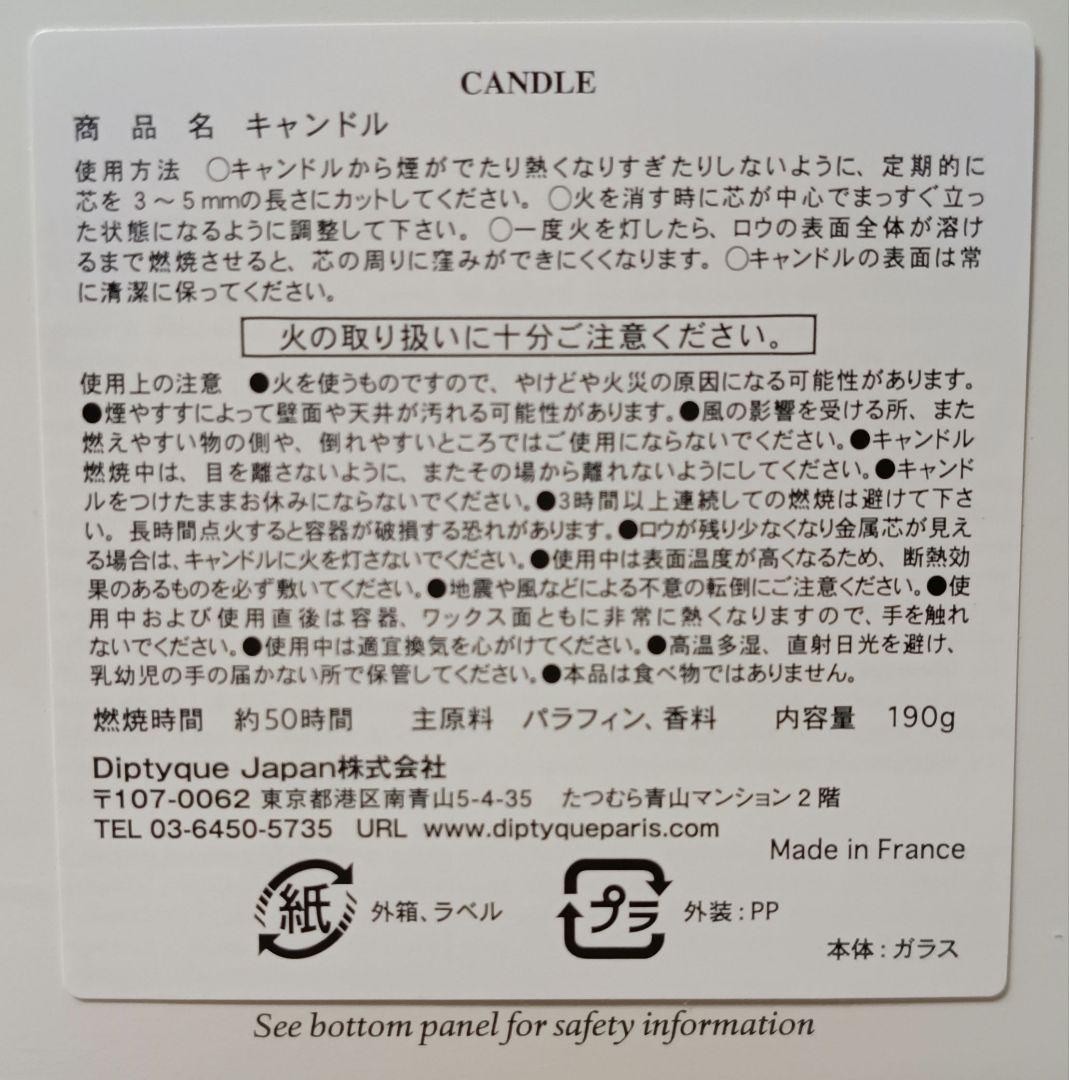 CANDLE
商品名 キャンドル
使用方法 ○キャンドルから煙がでたり熱くなりすぎたりしないように、定期的に
芯を 3～5mmの長さにカットしてください。○火を消す時に芯が中心でまっすぐ立っ
た状態になるように調整して下さい。○一度火を灯したら、ロウの表面全体が溶け
るまで燃焼させると、芯の周りに窪みができにくくなります。○キャンドルの表面は常
に清潔に保ってください。
火の取り扱いに十分ご注意ください。
使用上の注意 ●火を使うものですので、やけどや火災の原因になる可能性があります。
●煙やすすによって壁面や天井が汚れる可能性があります。●風の影響を受ける所、また
燃えやすい物の側や、倒れやすいところではご使用にならないでください。●キャンドル
燃焼中は、目を離さないように、またその場から離れないようにしてください。●キャンド
ルをつけたままお休みにならないでください。●3時間以上連続しての燃焼は避けて下さ
い。長時間点火すると容器が破損する恐れがあります。●ロウが残り少なくなり金属芯が見え
る場合は、キャンドルに火を灯さないでください。●使用中は表面温度が高くなるため、断熱効
果のあるものを必ず敷いてください。●地震や風などによる不意の転倒にご注意ください。●使
用中および使用直後は容器、ワックス面ともに非常に熱くなりますので、手を触れ
ないでください。●使用中は適宜換気を心がけてください。●高温多湿、直射日光を避け、
乳幼児の手の届かない所で保管してください。●本品は食べ物ではありません。
燃焼時間 約50時間 主原料 パラフィン、香料 内容量 190g
Diptyque Japan株式会社
〒107-0062 東京都港区南青山5-4-35 たつむら青山マンション2階
TEL 03-6450-5735 URL www.diptyqueparis.com
Made in France
紙 外箱、ラベル プラ 外装：PP
本体：ガラス
See bottom panel for safety information